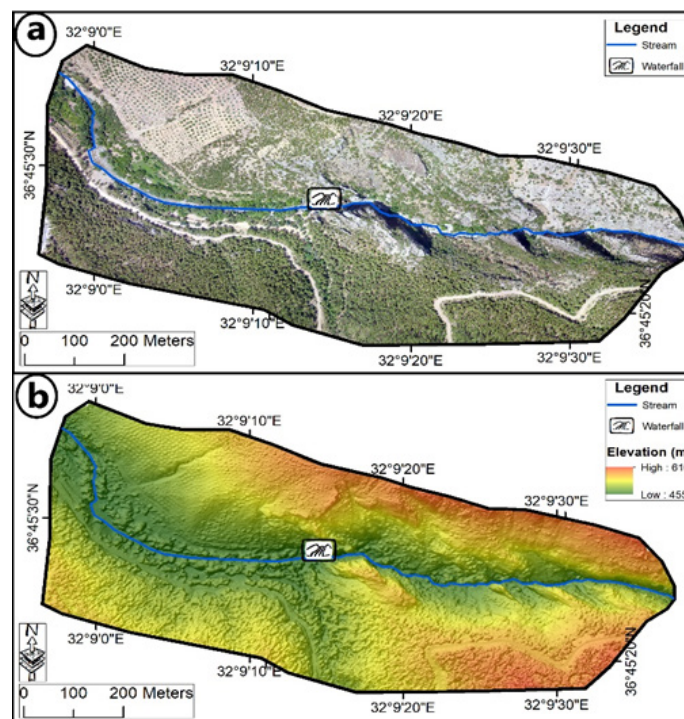 a
32°9'0"E
32°9'10"E
32°9'20"E
32°9'30"E
Legend
Stream
Waterfall
36°45'30"N
36°45'20"N
N
0 100 200 Meters
32°9'0"E
32°9'10"E
32°9'20"E
32°9'30"E
b
32°9'0"E
32°9'10"E
32°9'20"E
32°9'30"E
Legend
Stream
Waterfall
Elevation (m
High : 61
Low : 455
36°45'30"N
36°45'20"N
N
0 100 200 Meters
32°9'0"E
32°9'10"E
32°9'20"E
32°9'30"E